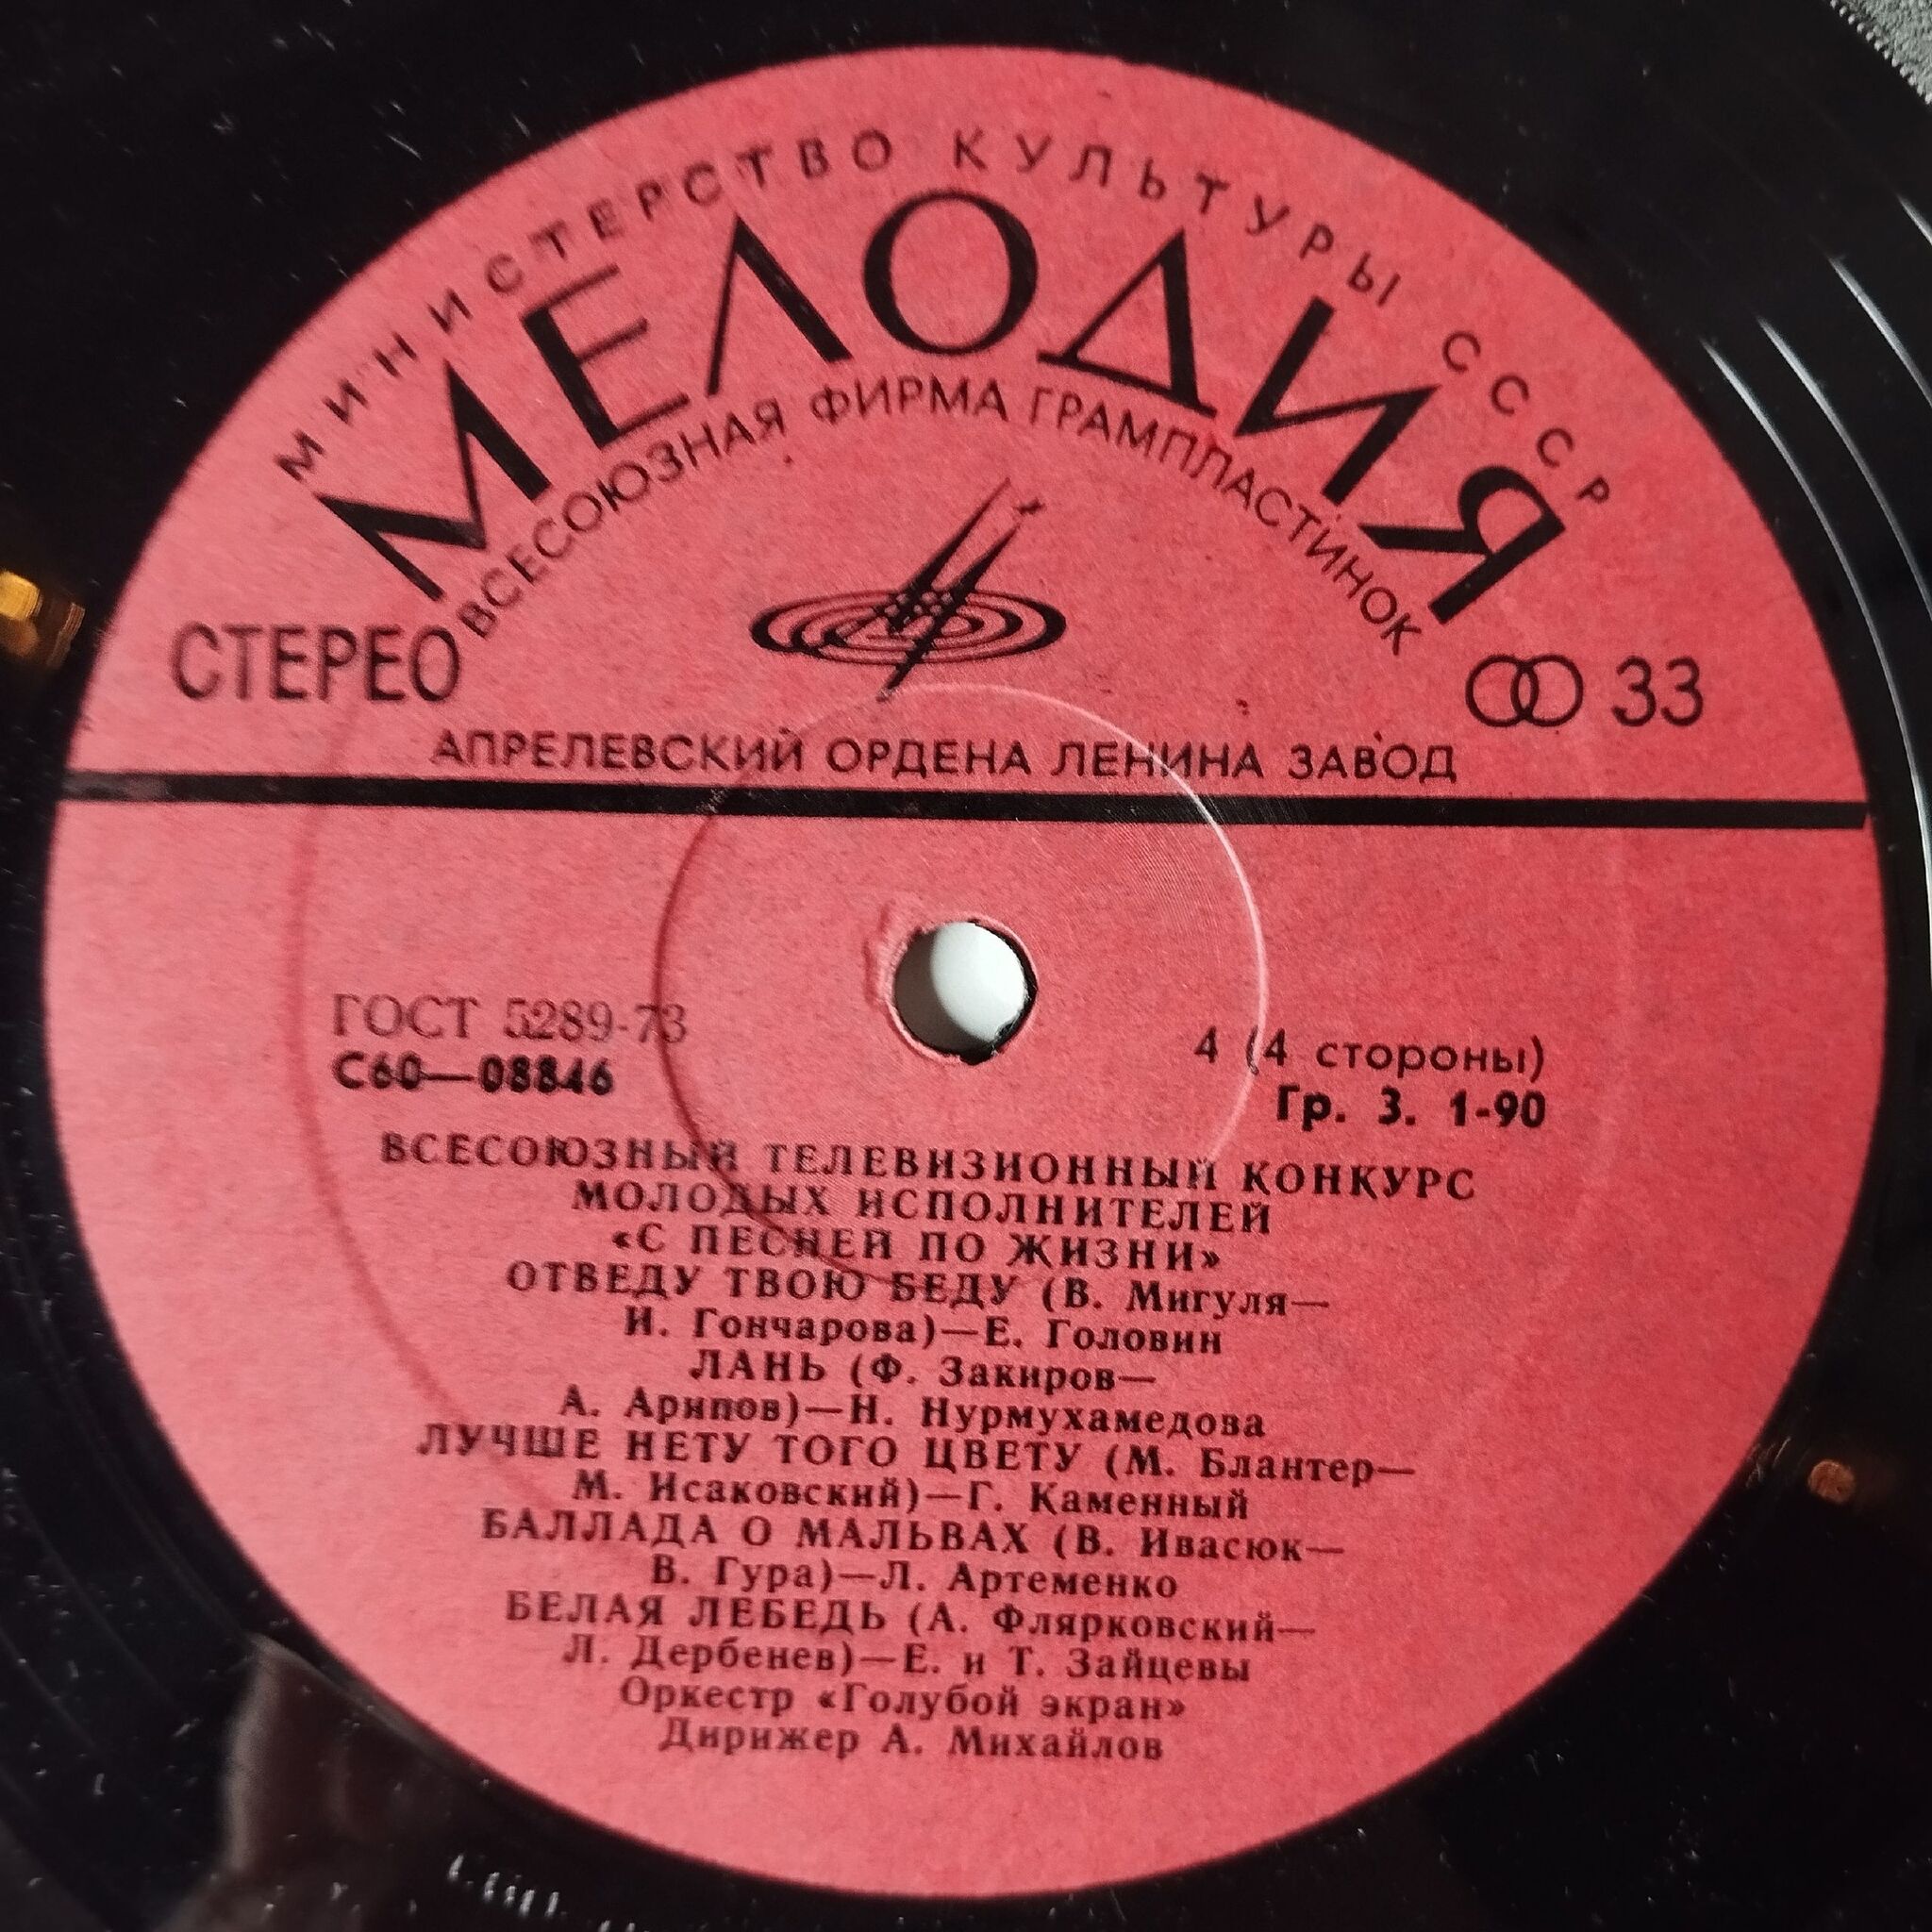 МИНИСТЕРСТВО КУЛЬТУРЫ СССР
МЕЛОДИЯ
ВСЕСОЮЗНАЯ ФИРМА ГРАМПЛАСТИНОК
СТЕРЕО
33
АПРЕЛЕВСКИЙ ОРДЕНА ЛЕНИНА ЗАВОД
ГОСТ 5289-73
С60—08846
4 (4 стороны)
Гр. 3. 1-90
ВСЕСОЮЗНЫЙ ТЕЛЕВИЗИОННЫЙ КОНКУРС
МОЛОДЫХ ИСПОЛНИТЕЛЕЙ
«С ПЕСНЕЙ ПО ЖИЗНИ»
ОТВЕДУ ТВОЮ БЕДУ (В. Мигуля—
И. Гончарова)—Е. Головин
ЛАНЬ (Ф. Закиров—
А. Арипов)—Н. Нурмухамедова
ЛУЧШЕ НЕТУ ТОГО ЦВЕТУ (М. Блантер—
М. Исаковский)—Г. Каменный
БАЛЛАДА О МАЛЬВАХ (В. Ивасюк—
В. Гура)—Л. Артеменко
БЕЛАЯ ЛЕБЕДЬ (А. Флярковский—
Л. Дербенев)—Е. и Т. Зайцевы
Оркестр «Голубой экран»
Дирижер А. Михайлов